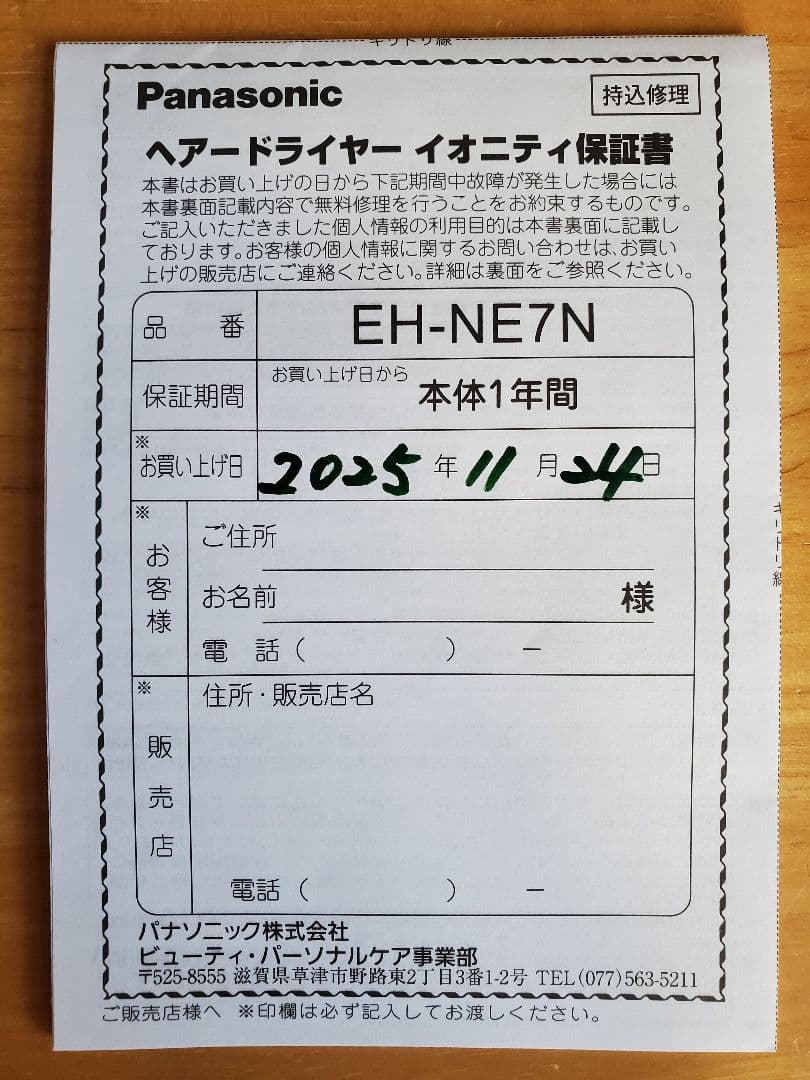 キリトリ線
Panasonic
持込修理
ヘアードライヤー イオニティ保証書
本書はお買い上げの日から下記期間中故障が発生した場合には
本書裏面記載内容で無料修理を行うことをお約束するものです。
ご記入いただきました個人情報の利用目的は本書裏面に記載し
ております。お客様の個人情報に関するお問い合わせは、お買い
上げの販売店にご連絡ください。詳細は裏面をご参照ください。
品 番 EH-NE7N
保証期間 お買い上げ日から 本体1年間
※お買い上げ日 2025 年 11 月 24 日
※お客様
ご住所
お名前 様
電 話 ( ) −
※販売店
住所・販売店名
電話 ( ) −
パナソニック株式会社
ビューティ・パーソナルケア事業部
〒525-8555 滋賀県草津市野路東2丁目3番1-2号 TEL(077)563-5211
ご販売店様へ ※印欄は必ず記入してお渡しください。
キリトリ線